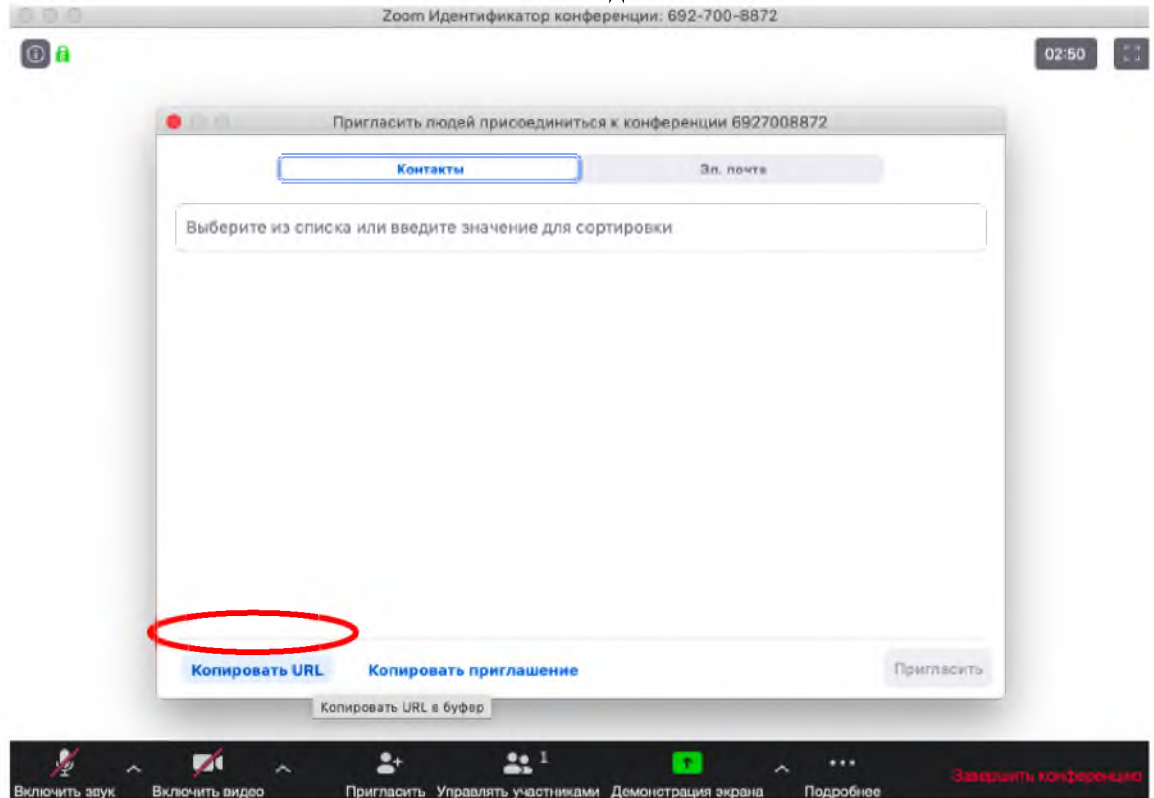 Zoom Идентификатор конференции: 692-700-8872
02:50
Пригласить людей присоединиться к конференции 6927008872
Контакты Эл. почта
Выберите из списка или введите значение для сортировки
Копировать URL Копировать приглашение Пригласить
Копировать URL в буфер
1
Включить звук Включить видео Пригласить Управлять участниками Демонстрация экрана Подробнее Завершить конференцию